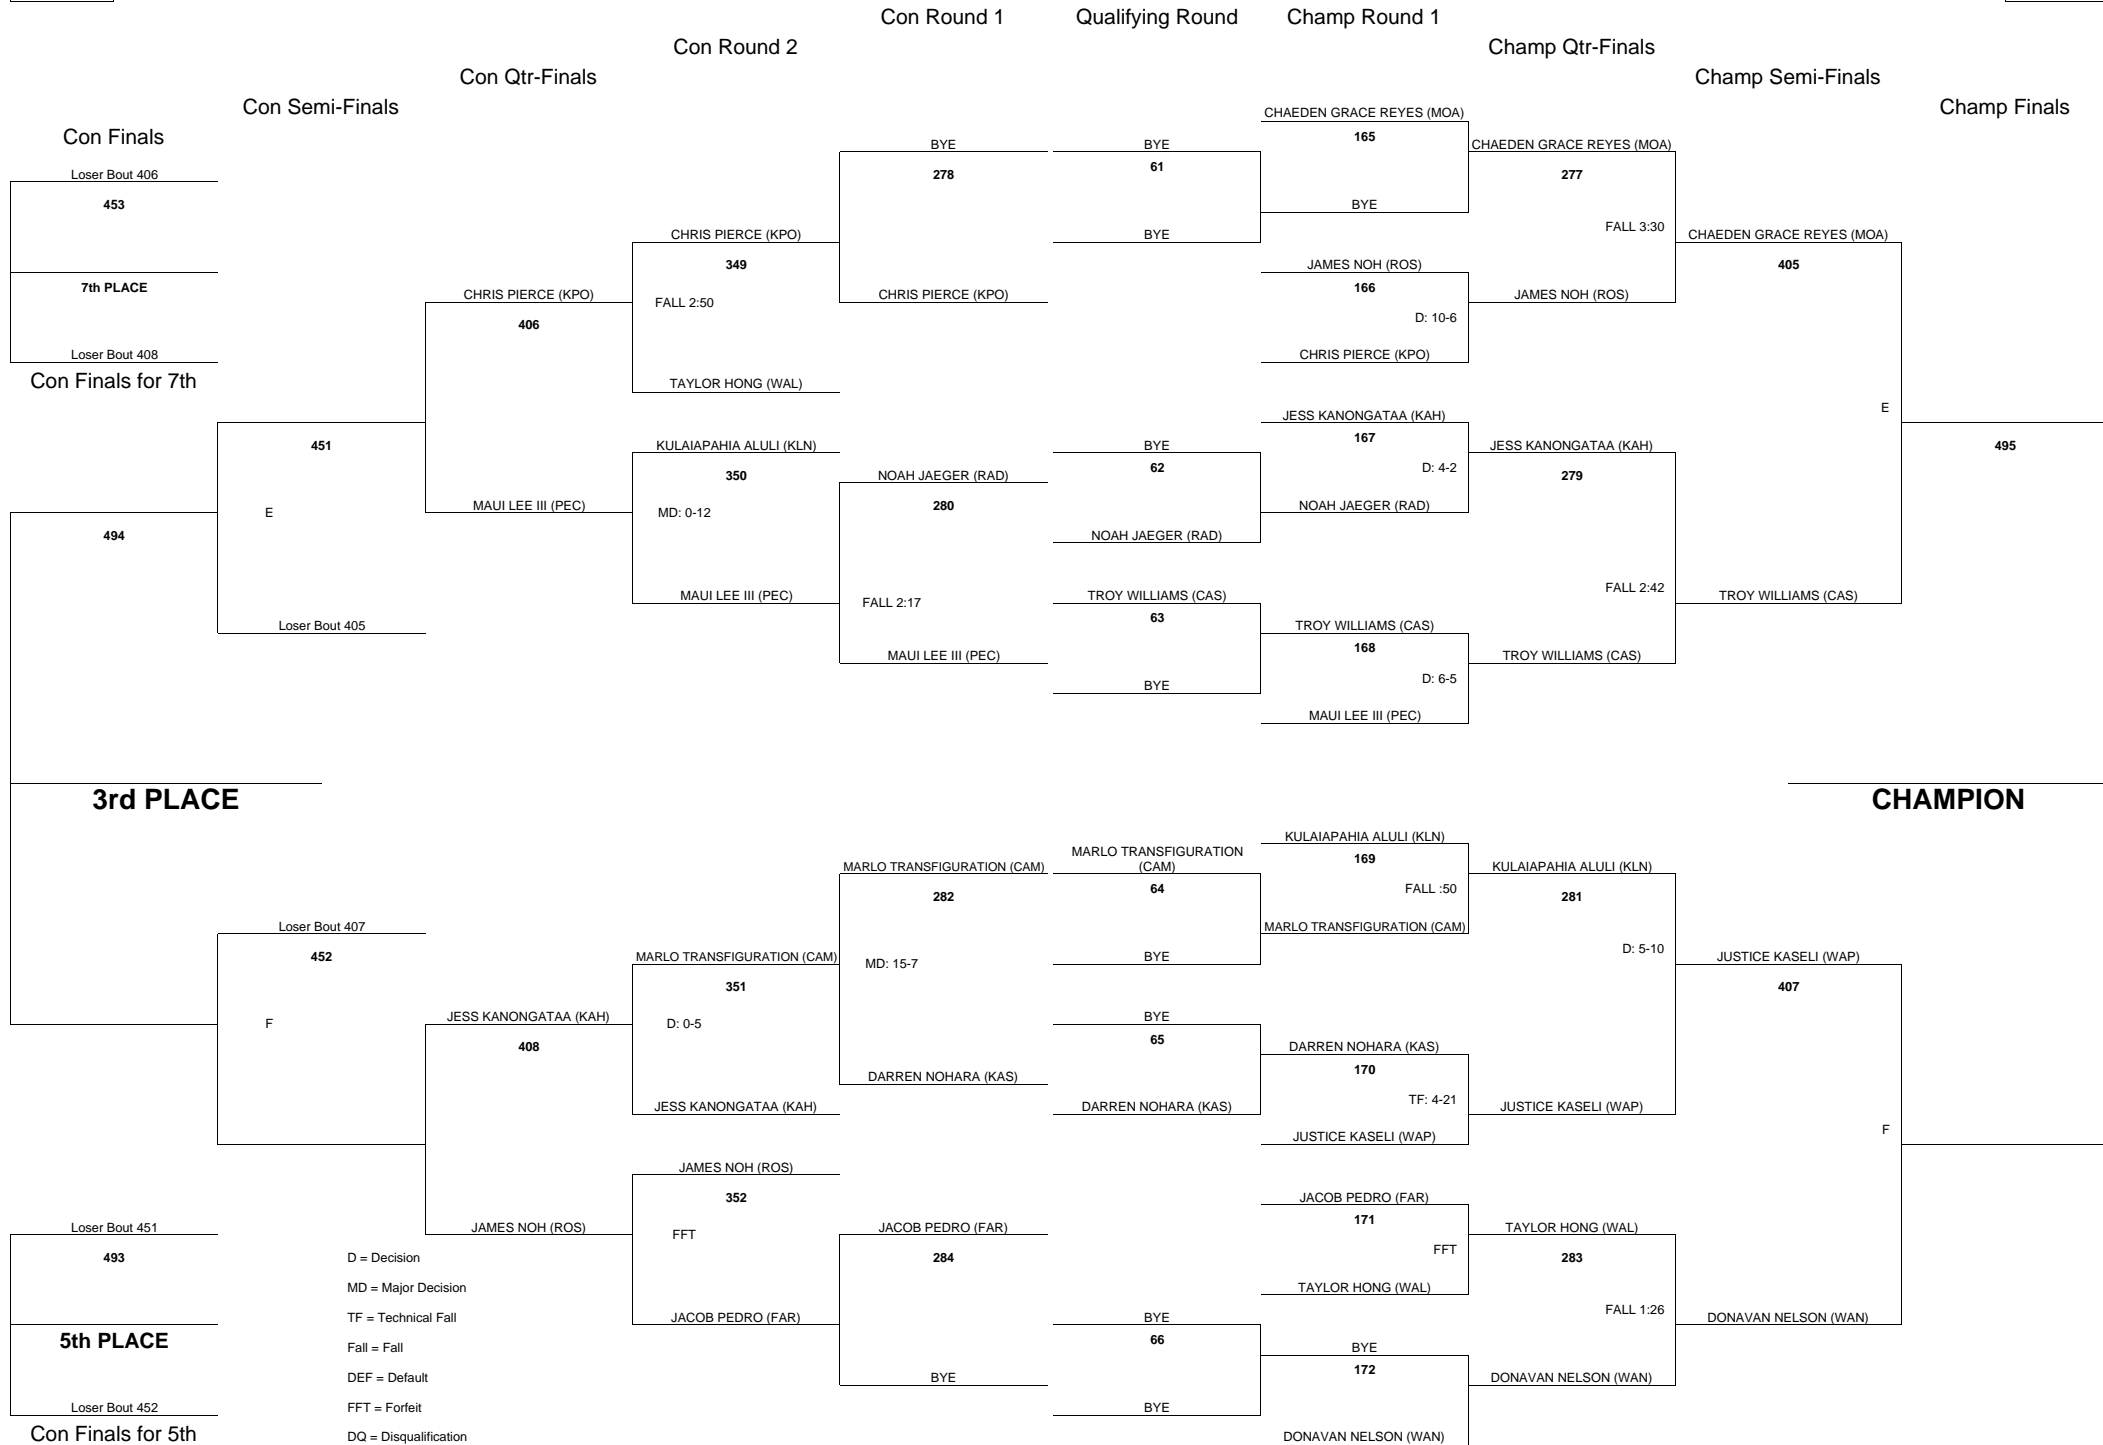 Con Round 1 Qualifying Round Champ Round 1
Con Round 2 Champ Qtr-Finals
Con Qtr-Finals Champ Semi-Finals
Con Semi-Finals Champ Finals
Con Finals
Loser Bout 406
453
7th PLACE
Loser Bout 408
Con Finals for 7th
494
3rd PLACE
Loser Bout 451
493
5th PLACE
Loser Bout 452
Con Finals for 5th
451
E
Loser Bout 405
Loser Bout 407
452
F
D = Decision
MD = Major Decision
TF = Technical Fall
Fall = Fall
DEF = Default
FFT = Forfeit
DQ = Disqualification
CHRIS PIERCE (KPO)
406
MAUI LEE III (PEC)
JESS KANONGATAA (KAH)
408
JAMES NOH (ROS)
CHRIS PIERCE (KPO)
349
FALL 2:50
TAYLOR HONG (WAL)
KULAIAPAHIA ALULI (KLN)
350
MD: 0-12
MAUI LEE III (PEC)
MARLO TRANSFIGURATION (CAM)
351
D: 0-5
JESS KANONGATAA (KAH)
JAMES NOH (ROS)
352
FFT
JACOB PEDRO (FAR)
BYE
278
CHRIS PIERCE (KPO)
NOAH JAEGER (RAD)
280
FALL 2:17
MAUI LEE III (PEC)
MARLO TRANSFIGURATION (CAM)
282
MD: 15-7
DARREN NOHARA (KAS)
JACOB PEDRO (FAR)
284
BYE
BYE
61
BYE
BYE
62
NOAH JAEGER (RAD)
TROY WILLIAMS (CAS)
63
BYE
MARLO TRANSFIGURATION
(CAM)
64
BYE
BYE
65
DARREN NOHARA (KAS)
BYE
66
BYE
CHAEDEN GRACE REYES (MOA)
165
BYE
JAMES NOH (ROS)
166
D: 10-6
CHRIS PIERCE (KPO)
JESS KANONGATAA (KAH)
167
D: 4-2
NOAH JAEGER (RAD)
TROY WILLIAMS (CAS)
168
D: 6-5
MAUI LEE III (PEC)
KULAIAPAHIA ALULI (KLN)
169
FALL :50
MARLO TRANSFIGURATION (CAM)
DARREN NOHARA (KAS)
170
TF: 4-21
JUSTICE KASELI (WAP)
JACOB PEDRO (FAR)
171
FFT
TAYLOR HONG (WAL)
BYE
172
DONAVAN NELSON (WAN)
CHAEDEN GRACE REYES (MOA)
277
FALL 3:30
JAMES NOH (ROS)
JESS KANONGATAA (KAH)
279
FALL 2:42
TROY WILLIAMS (CAS)
KULAIAPAHIA ALULI (KLN)
281
D: 5-10
JUSTICE KASELI (WAP)
TAYLOR HONG (WAL)
283
FALL 1:26
DONAVAN NELSON (WAN)
CHAEDEN GRACE REYES (MOA)
405
E
TROY WILLIAMS (CAS)
JUSTICE KASELI (WAP)
407
F
DONAVAN NELSON (WAN)
495
CHAMPION